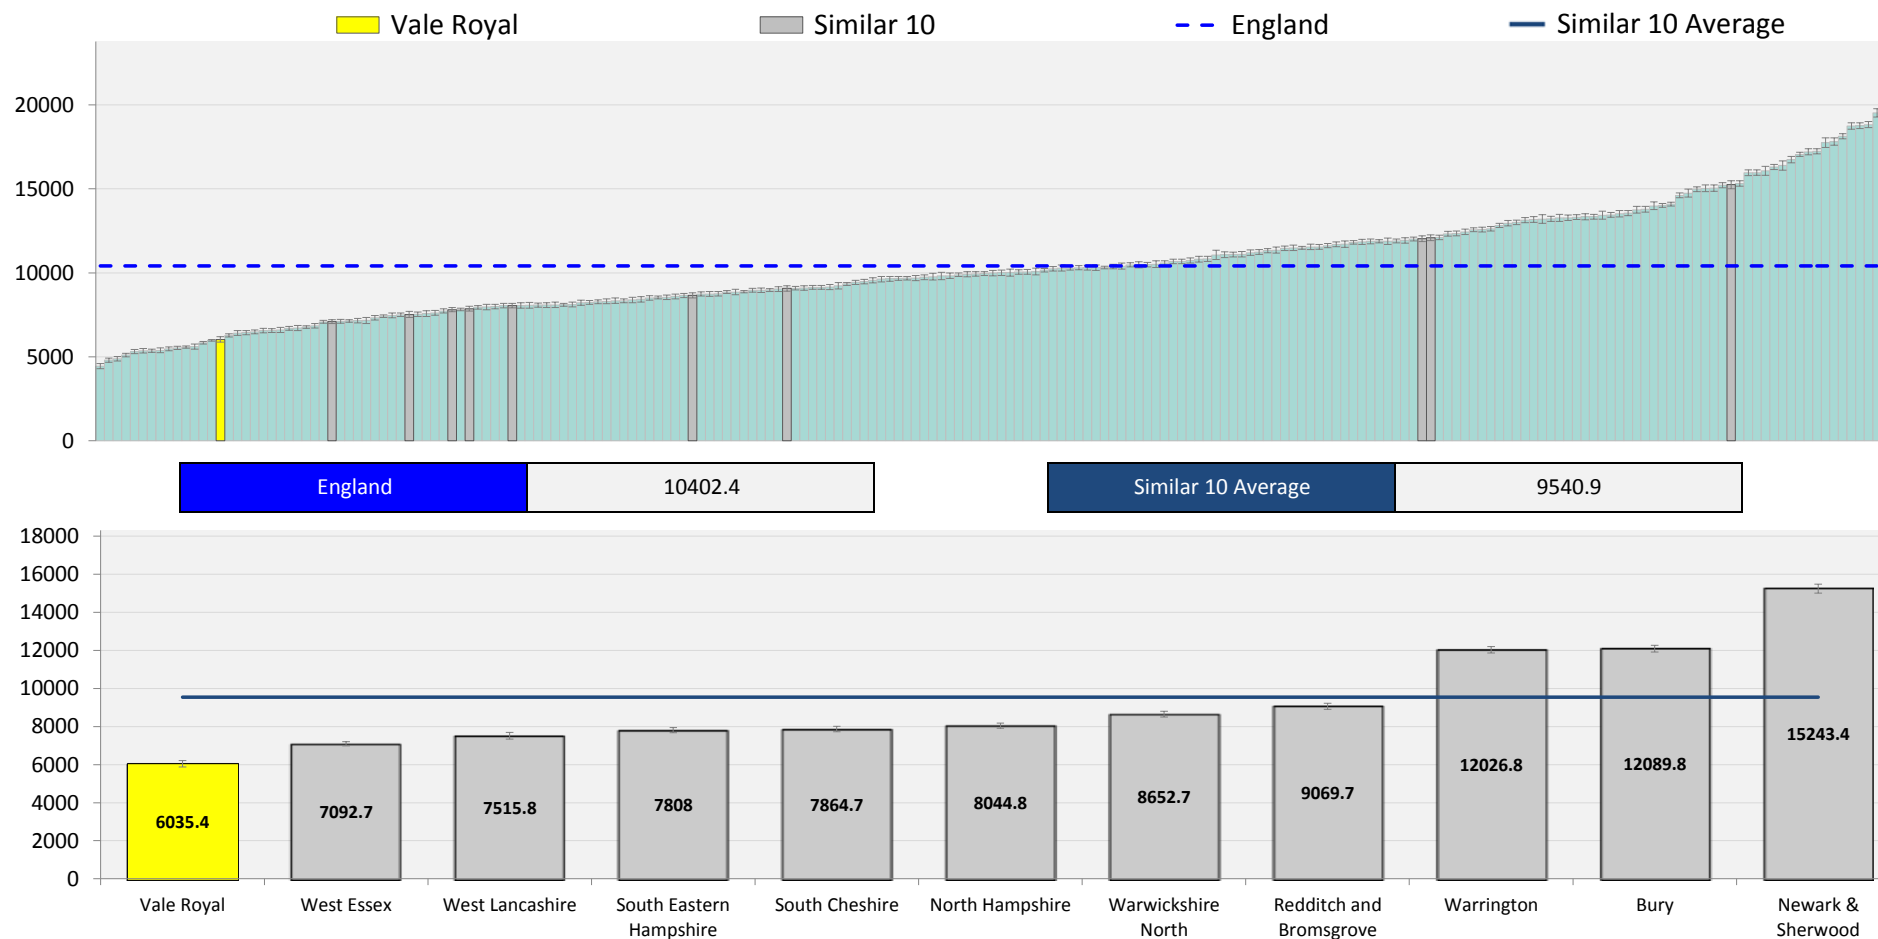 Vale Royal
Similar 10
England
Similar 10 Average
20000
15000
10000
5000
0
England
10402.4
Similar 10 Average
9540.9
18000
16000
14000
12000
10000
8000
6000
4000
2000
0
6035.4
7092.7
7515.8
7808
7864.7
8044.8
8652.7
9069.7
12026.8
12089.8
15243.4
Vale Royal
West Essex
West Lancashire
South Eastern
Hampshire
South Cheshire
North Hampshire
Warwickshire
North
Redditch and
Bromsgrove
Warrington
Bury
Newark &
Sherwood